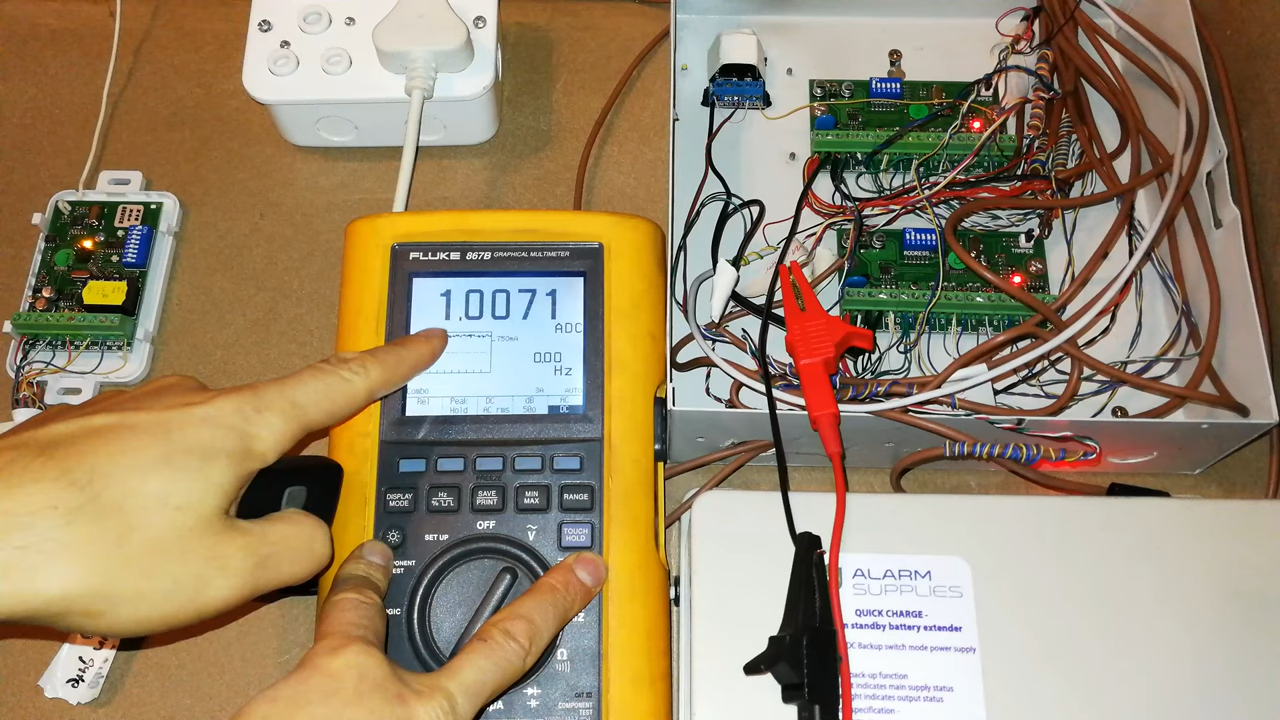 FLUKE 867B GRAPHICAL MULTIMETER
1.0071
ADC
750mA
0.00
Hz
3A AUTO
Rel Peak Hold DC AC rms dB 50Ω AC DC
DISPLAY MODE
Hz
SAVE PRINT
MIN MAX
RANGE
OFF
SET UP
TOUCH HOLD
V
Ω
CAT III
COMPONENT TEST
TAMPER
ADDRESS
ALARM
SUPPLIES
QUICK CHARGE -
standby battery extender
DC Backup switch mode power supply
back-up function
indicates main supply status
indicates output status
specification -